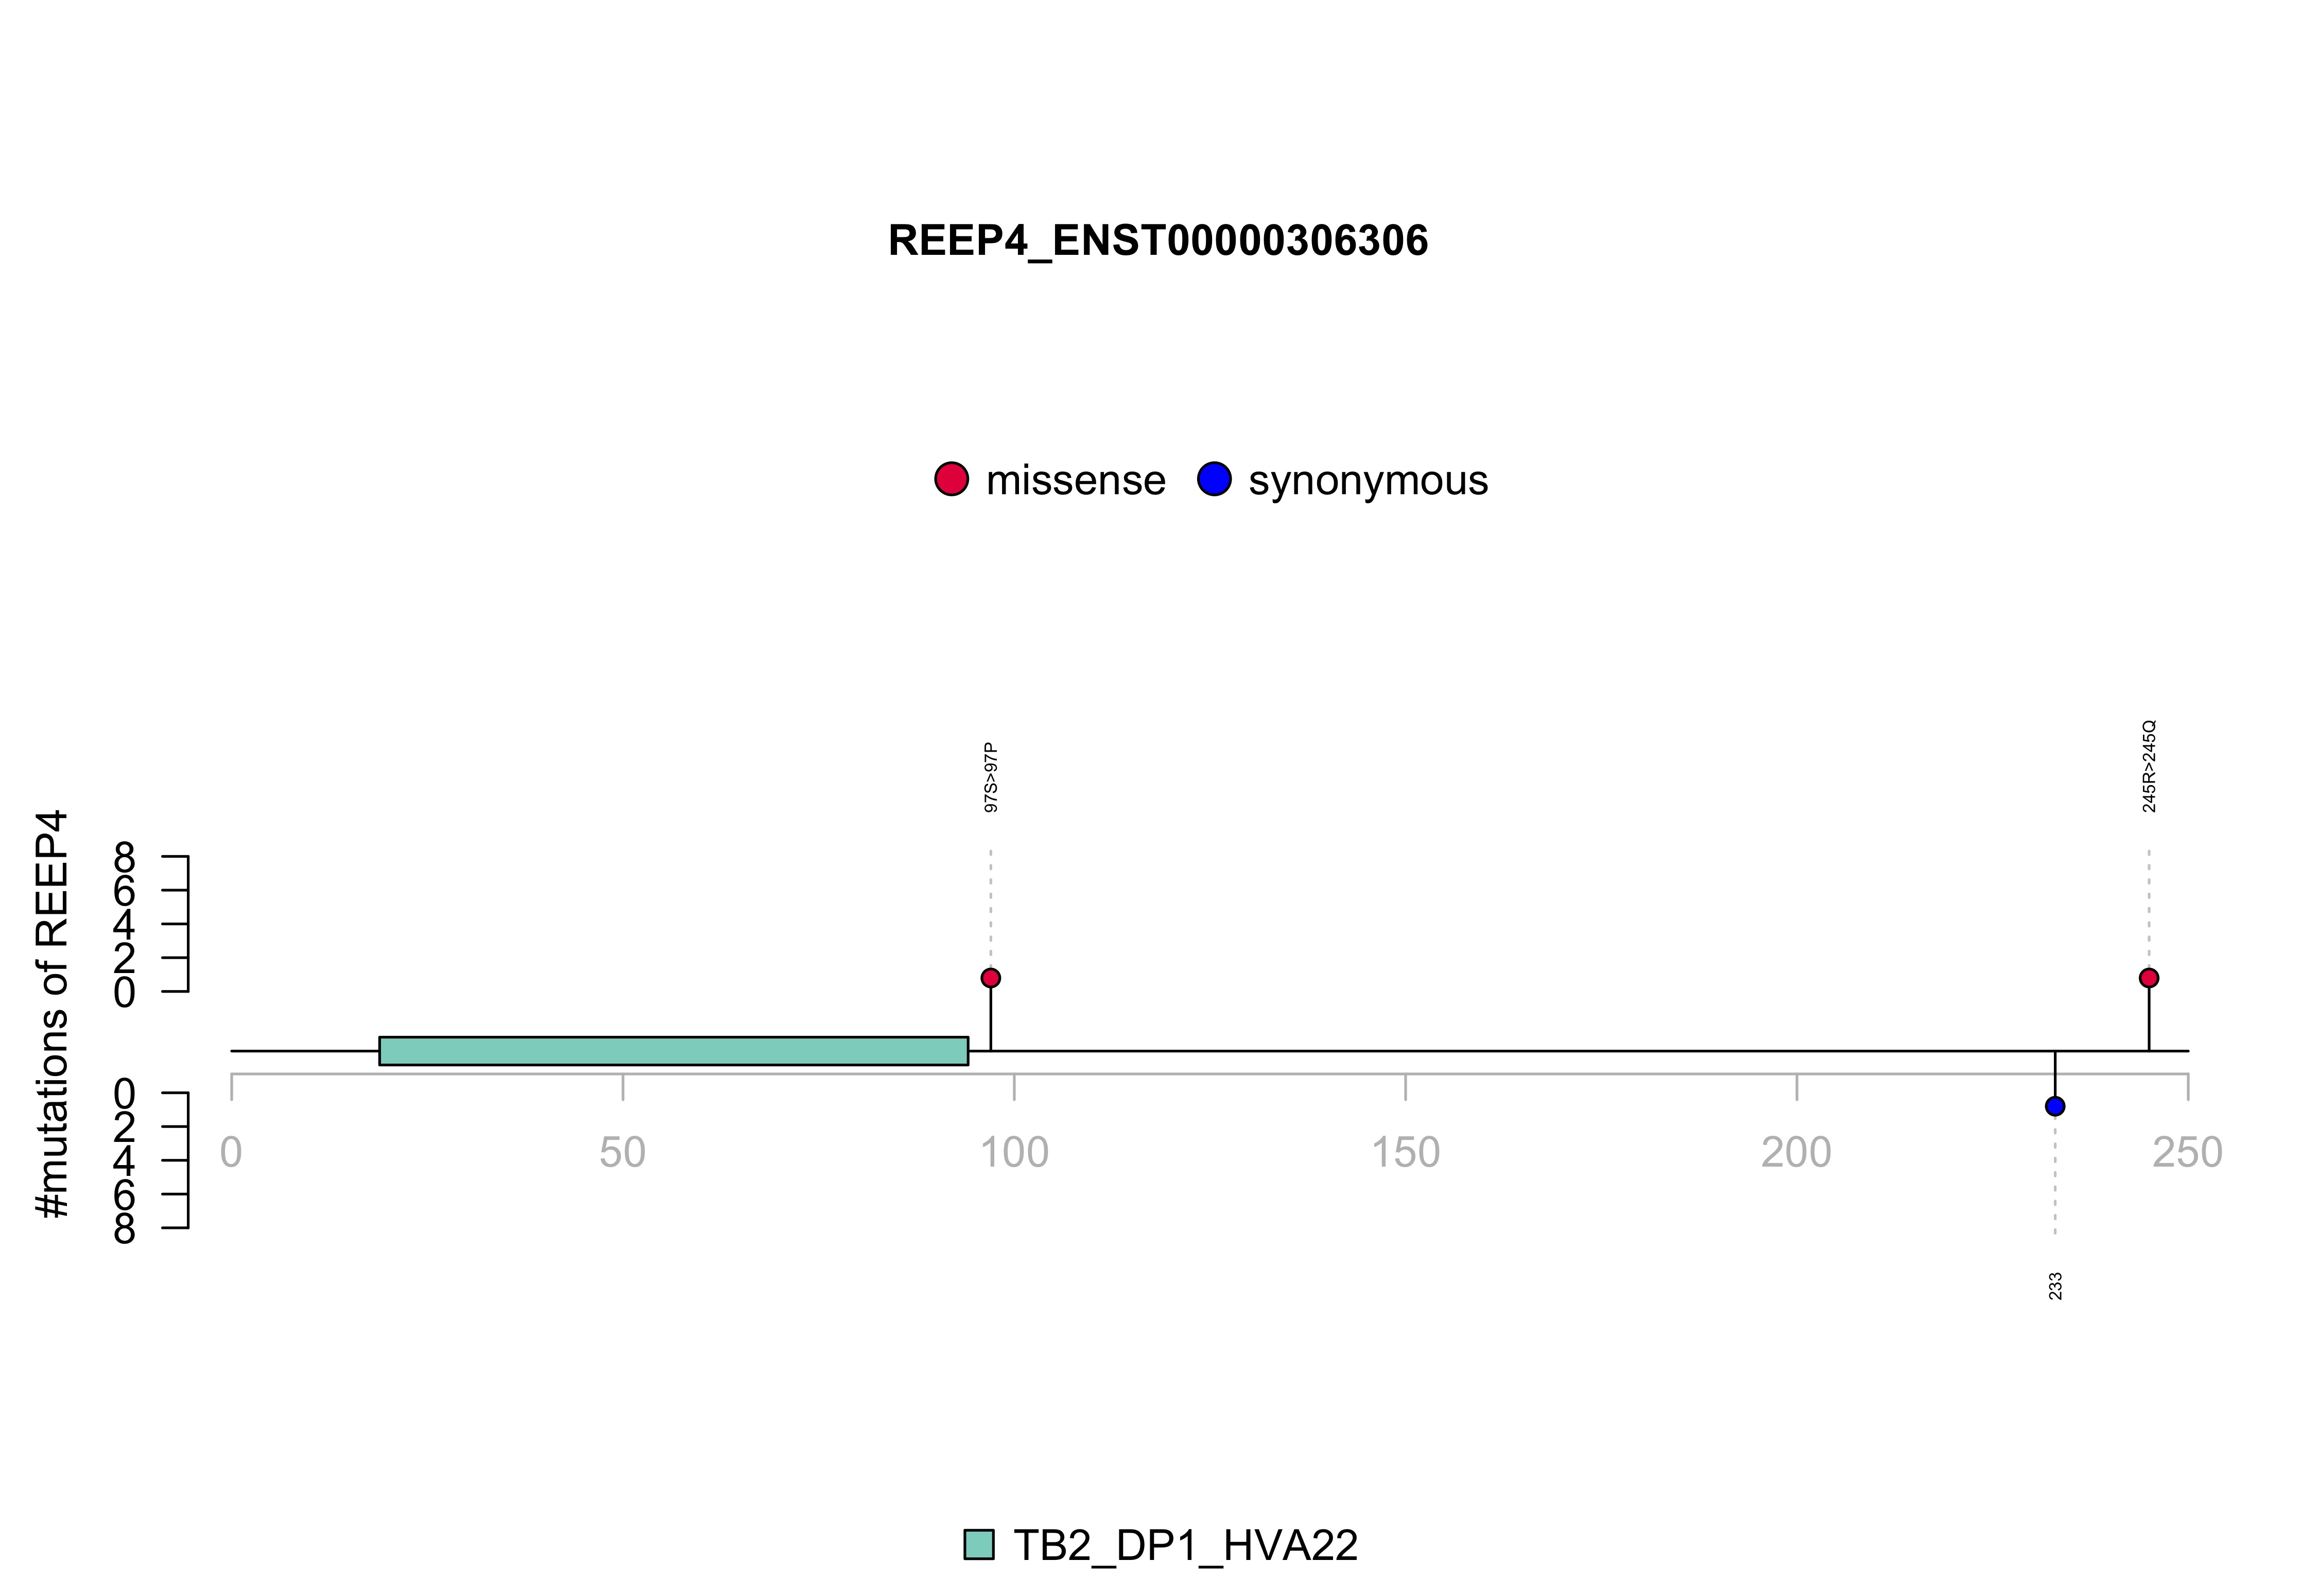 REEP4_ENST00000306306
missense synonymous
97S>97P
245R>245Q
#mutations of REEP4
8
6
4
2
0
0
2
4
6
8
0 50 100 150 200 250
233
TB2_DP1_HVA22